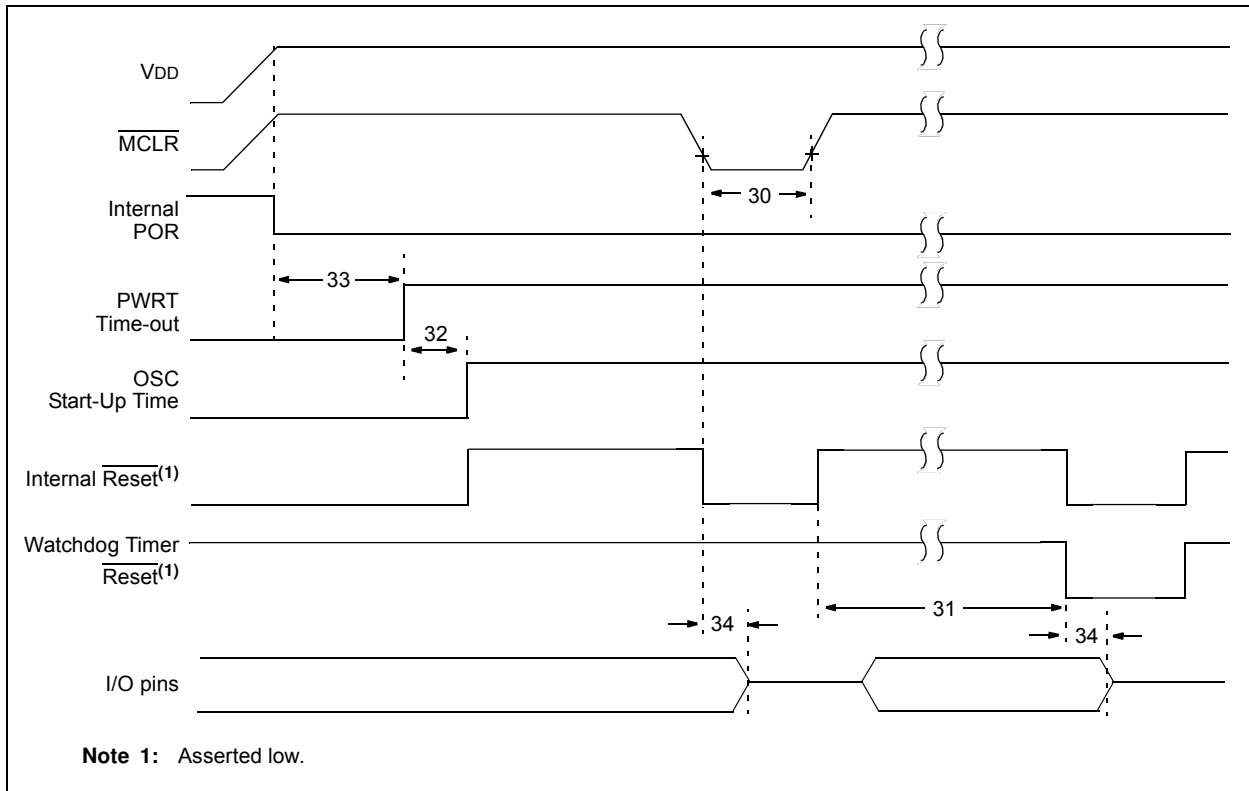 VDD
MCLR
30
Internal
POR
33
PWRT
Time-out
32
OSC
Start-Up Time
Internal Reset(1)
Watchdog Timer
Reset(1)
31
34
34
I/O pins
Note 1: Asserted low.